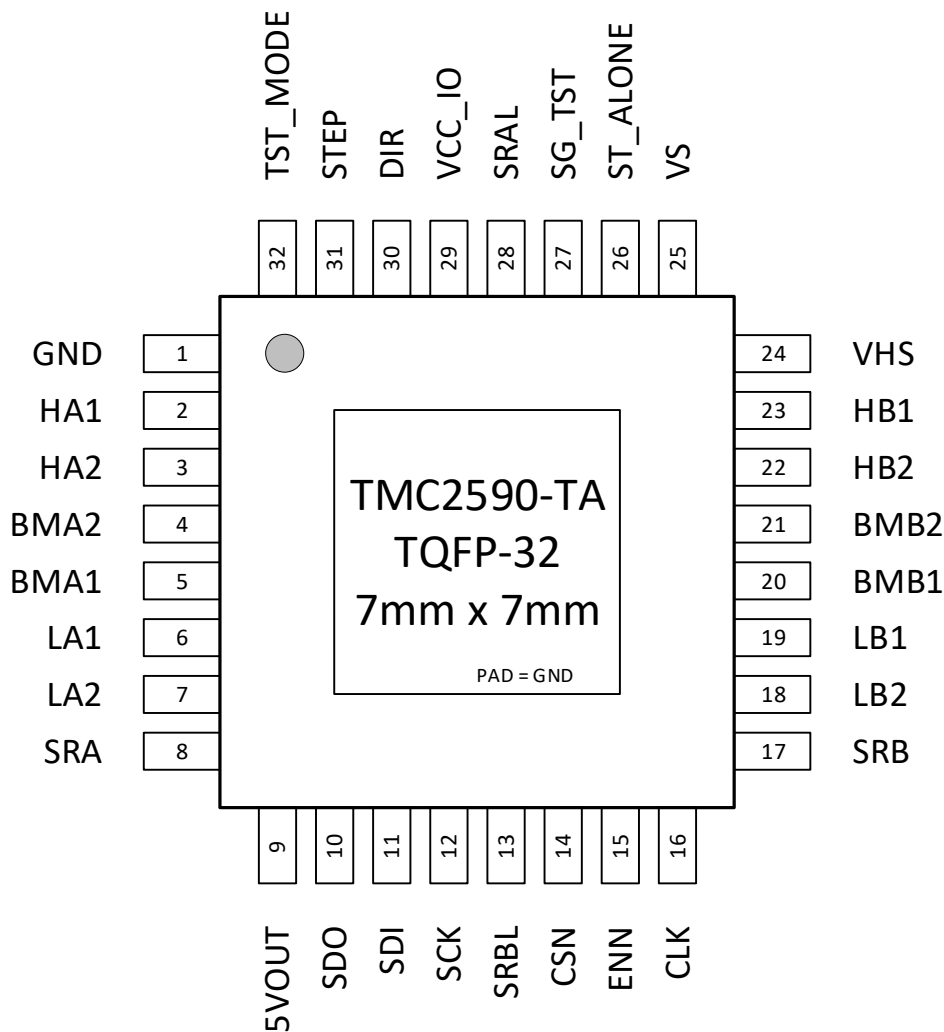 TST_MODE
STEP
DIR
VCC_IO
SRAL
SG_TST
ST_ALONE
VS
32
31
30
29
28
27
26
25
GND 1
HA1 2
HA2 3
BMA2 4
BMA1 5
LA1 6
LA2 7
SRA 8
TMC2590-TA
TQFP-32
7mm x 7mm
PAD = GND
24 VHS
23 HB1
22 HB2
21 BMB2
20 BMB1
19 LB1
18 LB2
17 SRB
9
10
11
12
13
14
15
16
5VOUT
SDO
SDI
SCK
SRBL
CSN
ENN
CLK